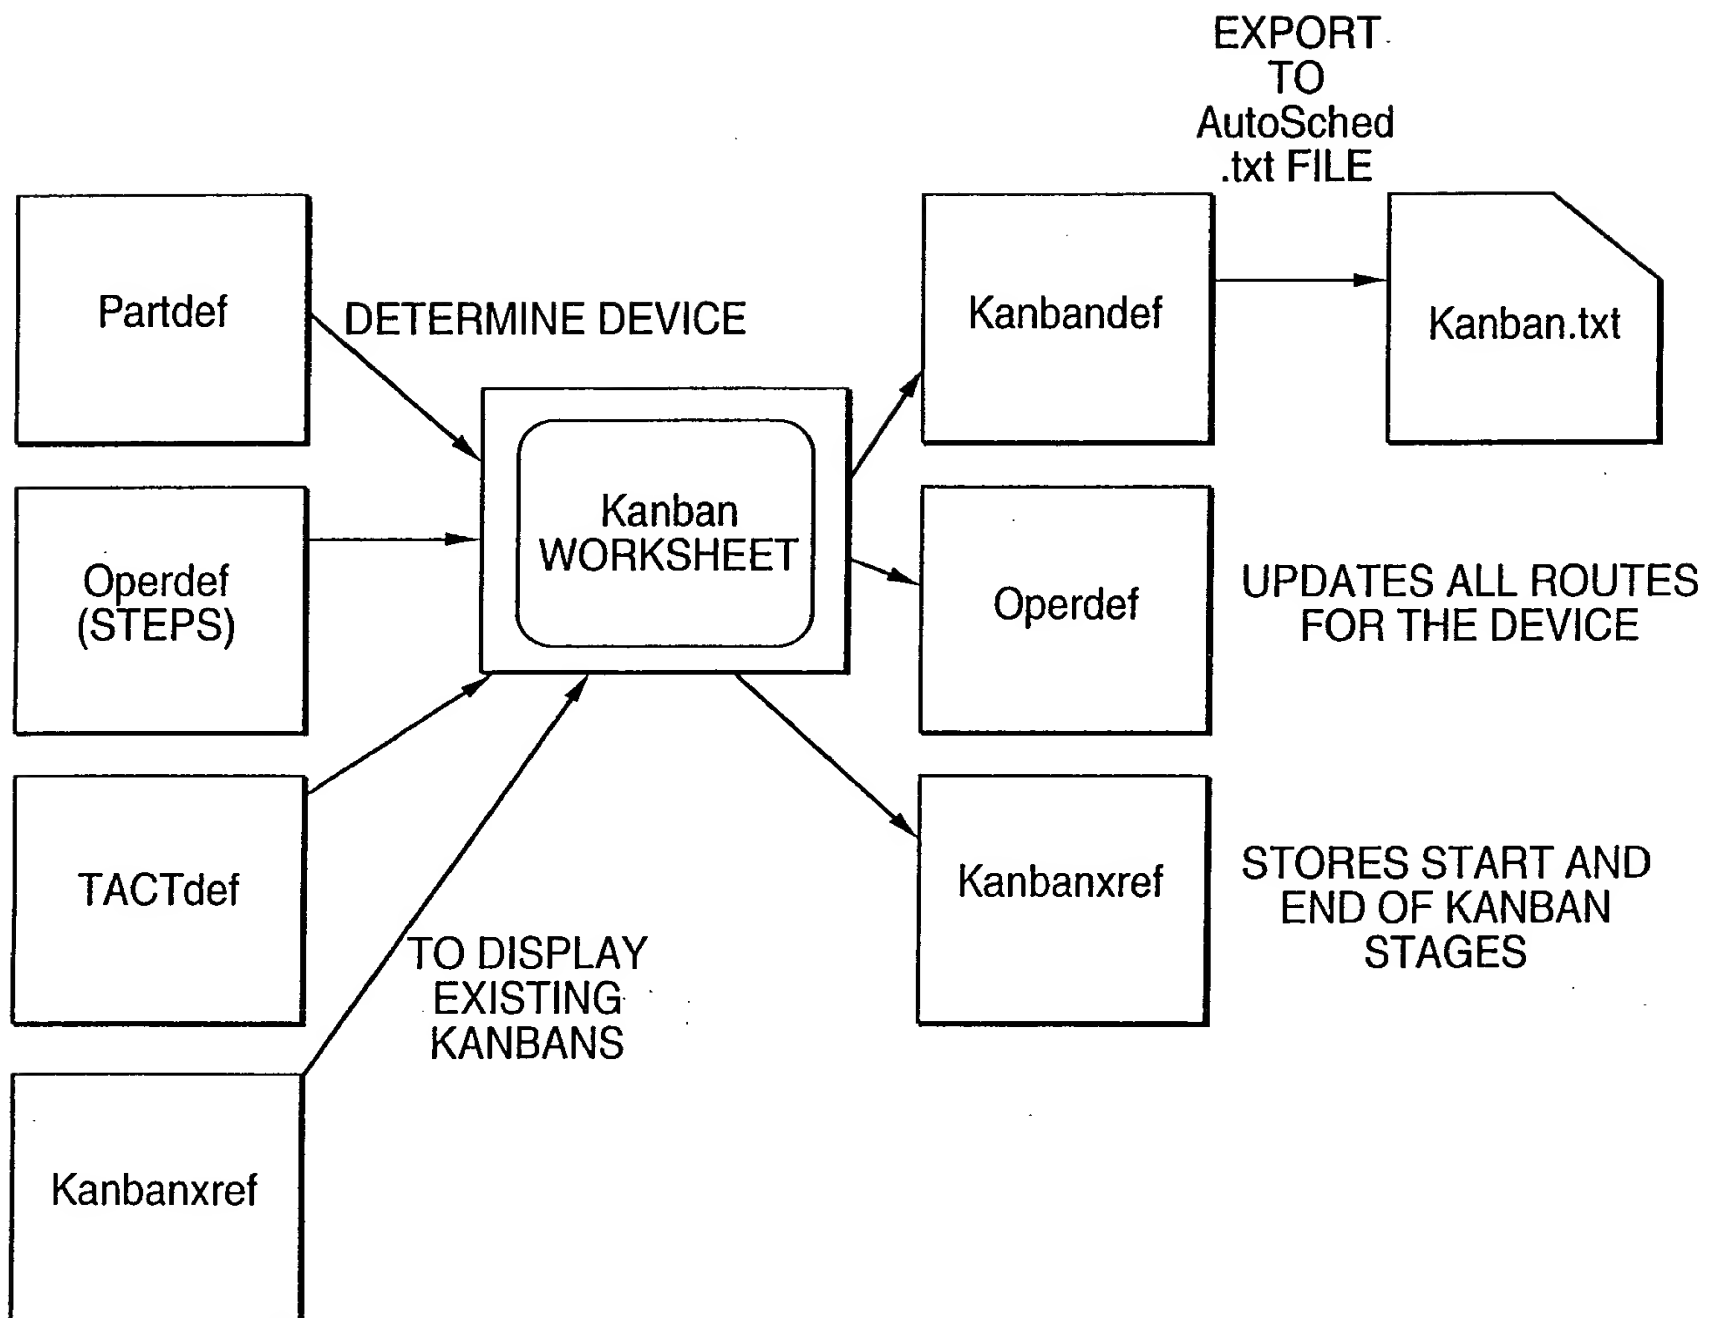 EXPORT
TO
AutoSched
.txt FILE
Partdef
DETERMINE DEVICE
Kanbandef
Kanban.txt
Kanban
WORKSHEET
Operdef
(STEPS)
Operdef
UPDATES ALL ROUTES
FOR THE DEVICE
TACTdef
Kanbanxref
STORES START AND
END OF KANBAN
STAGES
TO DISPLAY
EXISTING
KANBANS
Kanbanxref